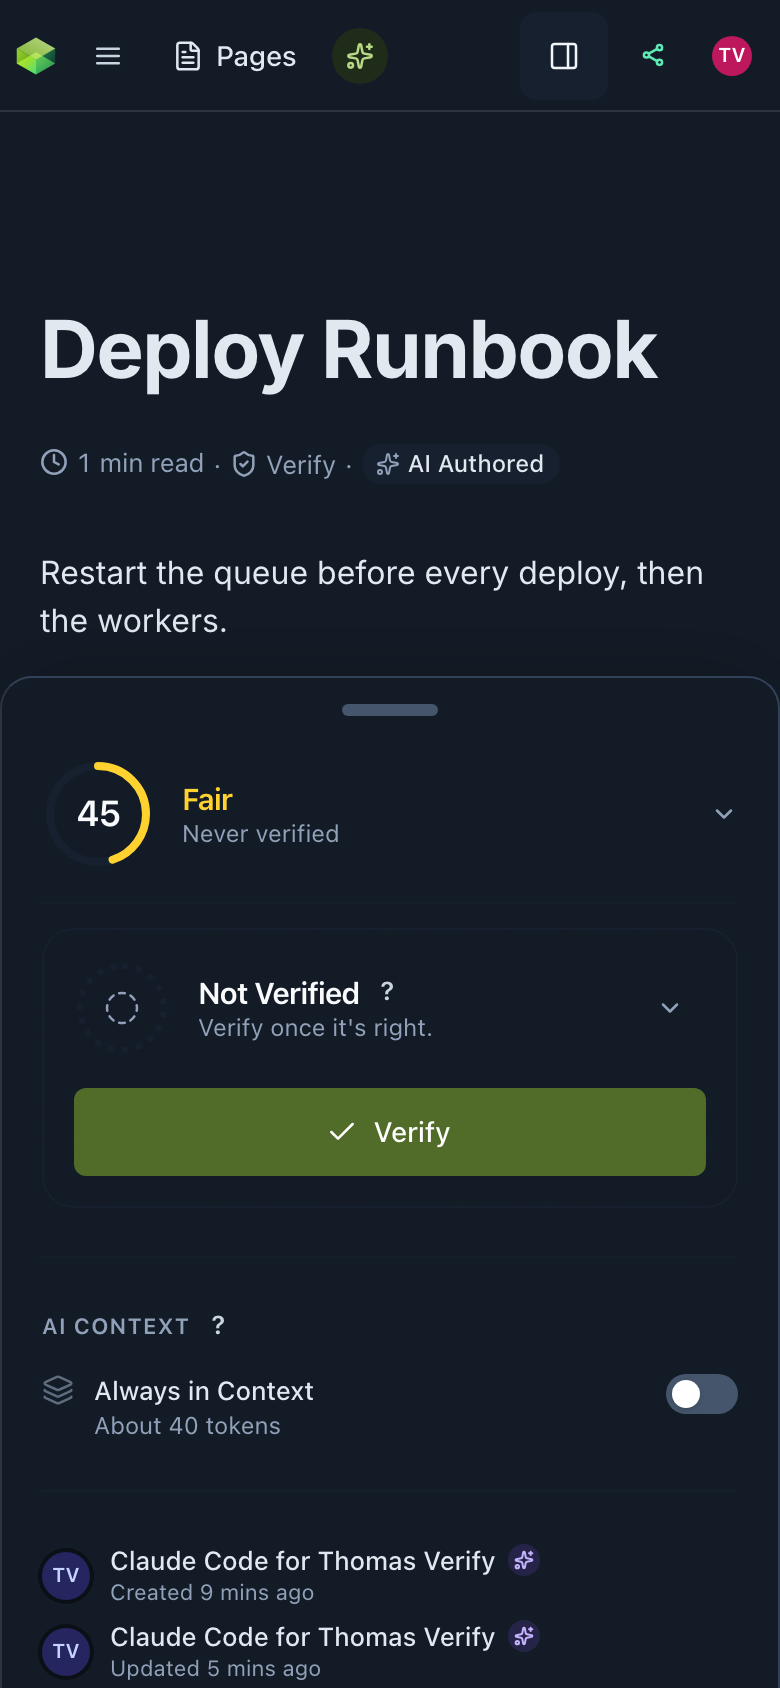 Pages
TV
Deploy Runbook
1 min read · Verify · AI Authored
Restart the queue before every deploy, then
the workers.
45
Fair
Never verified
Not Verified ?
Verify once it's right.
Verify
AI CONTEXT ?
Always in Context
About 40 tokens
TV
Claude Code for Thomas Verify
Created 9 mins ago
TV
Claude Code for Thomas Verify
Updated 5 mins ago